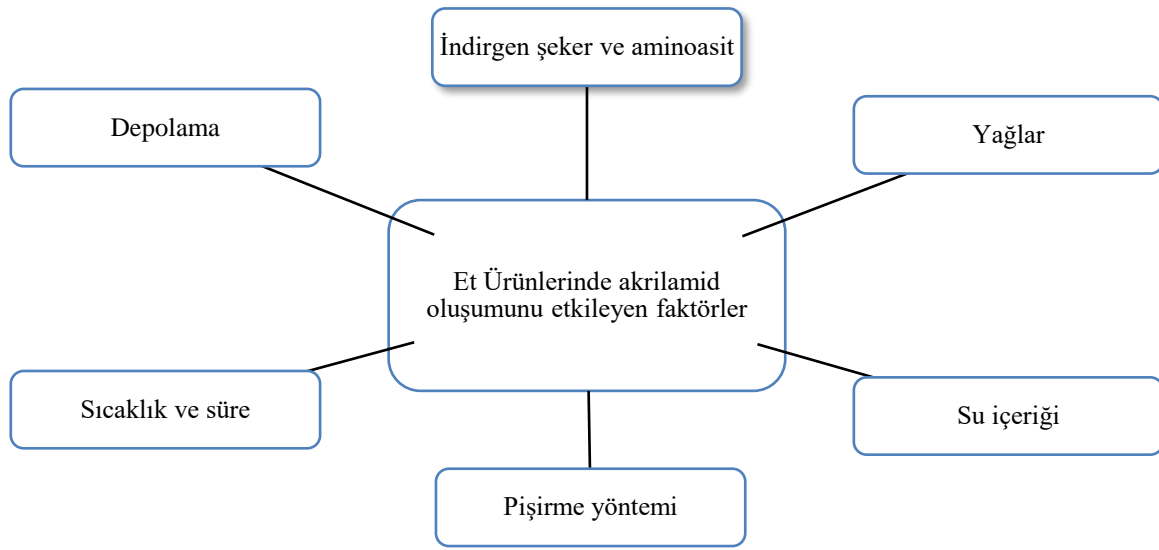 İndirgen şeker ve aminoasit
Depolama
Yağlar
Et Ürünlerinde akrilamid
oluşumunu etkileyen faktörler
Sıcaklık ve süre
Su içeriği
Pişirme yöntemi